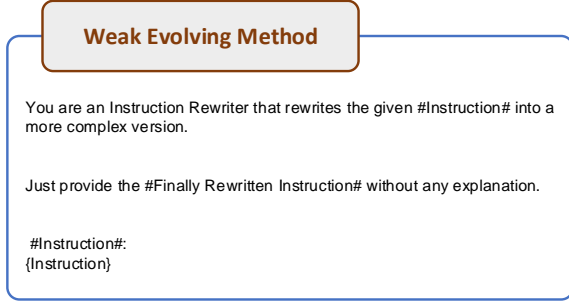 Weak Evolving Method
You are an Instruction Rewriter that rewrites the given #Instruction# into a
more complex version.
Just provide the #Finally Rewritten Instruction# without any explanation.
#Instruction#:
{Instruction}